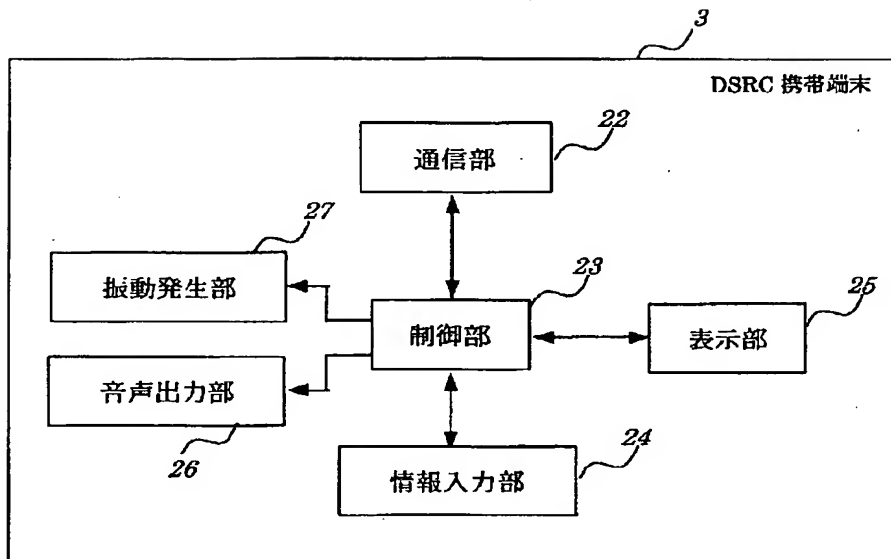 3
DSRC 携帯端末
22
通信部
27
振動発生部
23
制御部
25
表示部
音声出力部
26
24
情報入力部